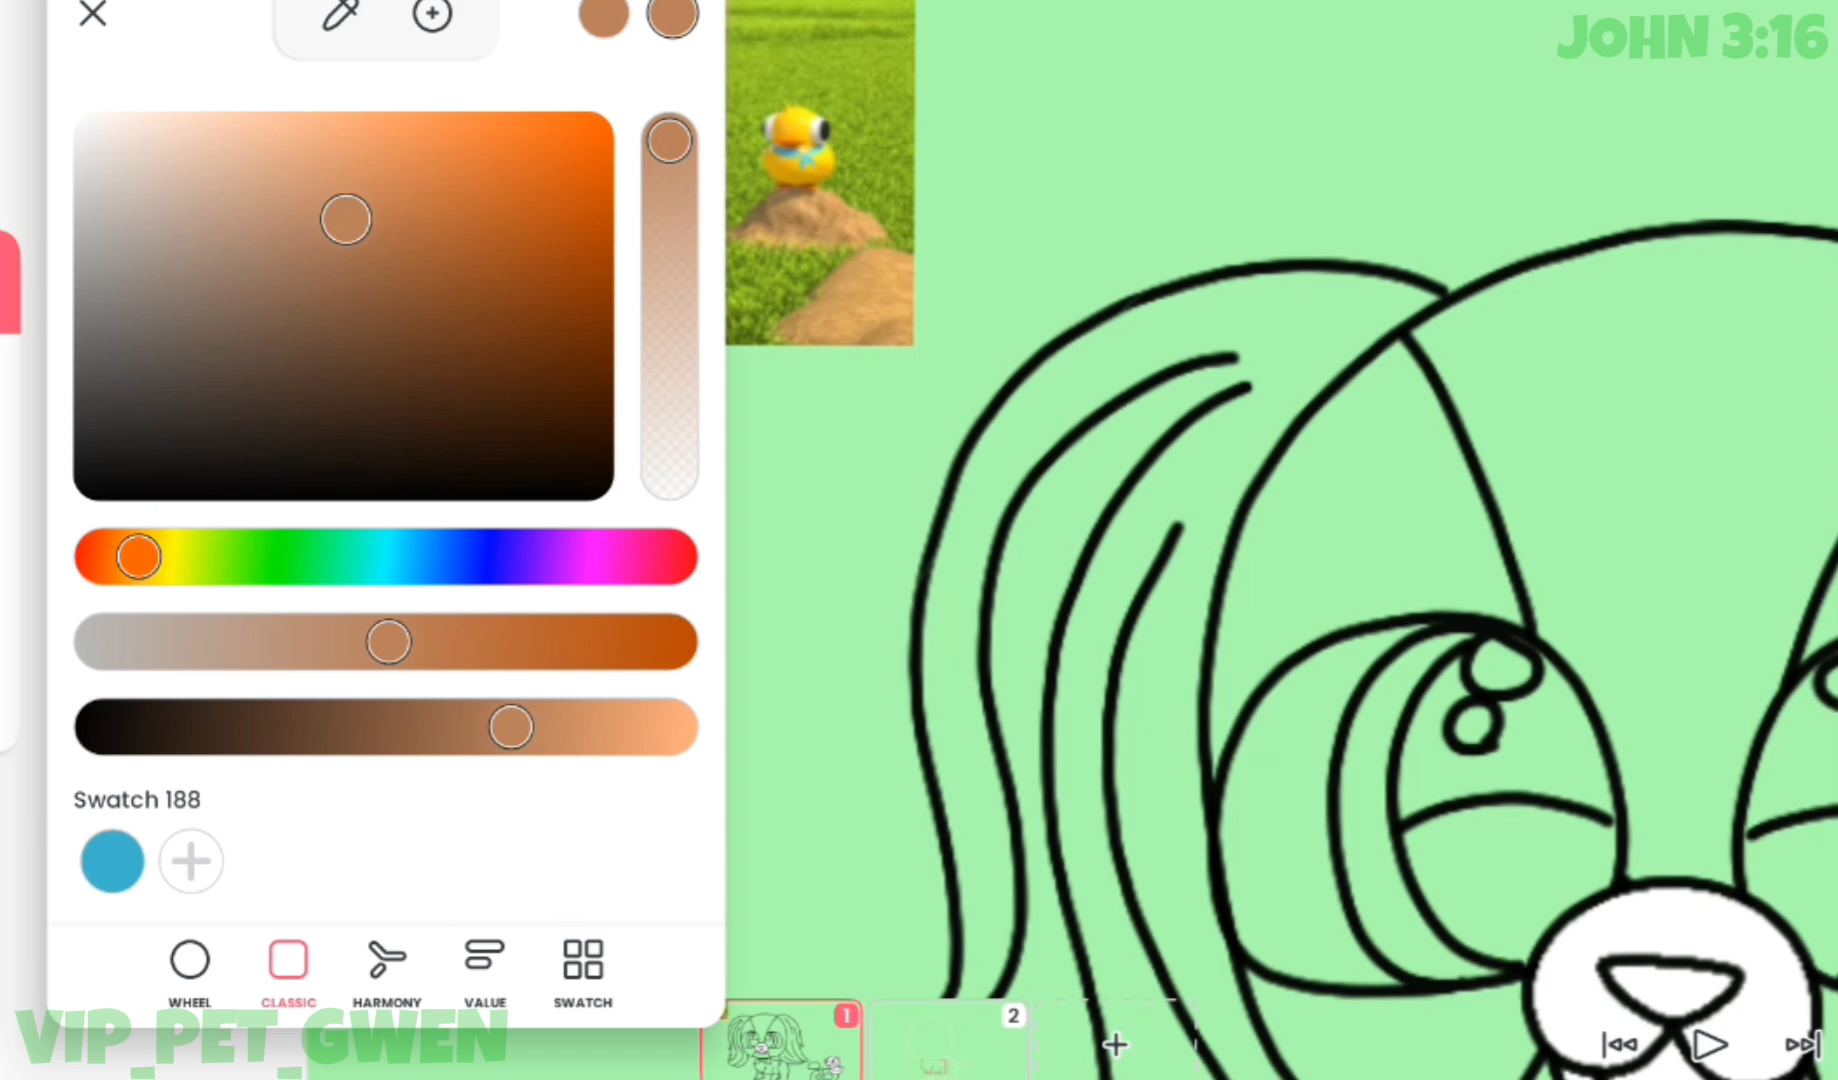 JOHN 3:16
Swatch 188
WHEEL CLASSIC HARMONY VALUE SWATCH
VIP_PET_GWEN
1 2